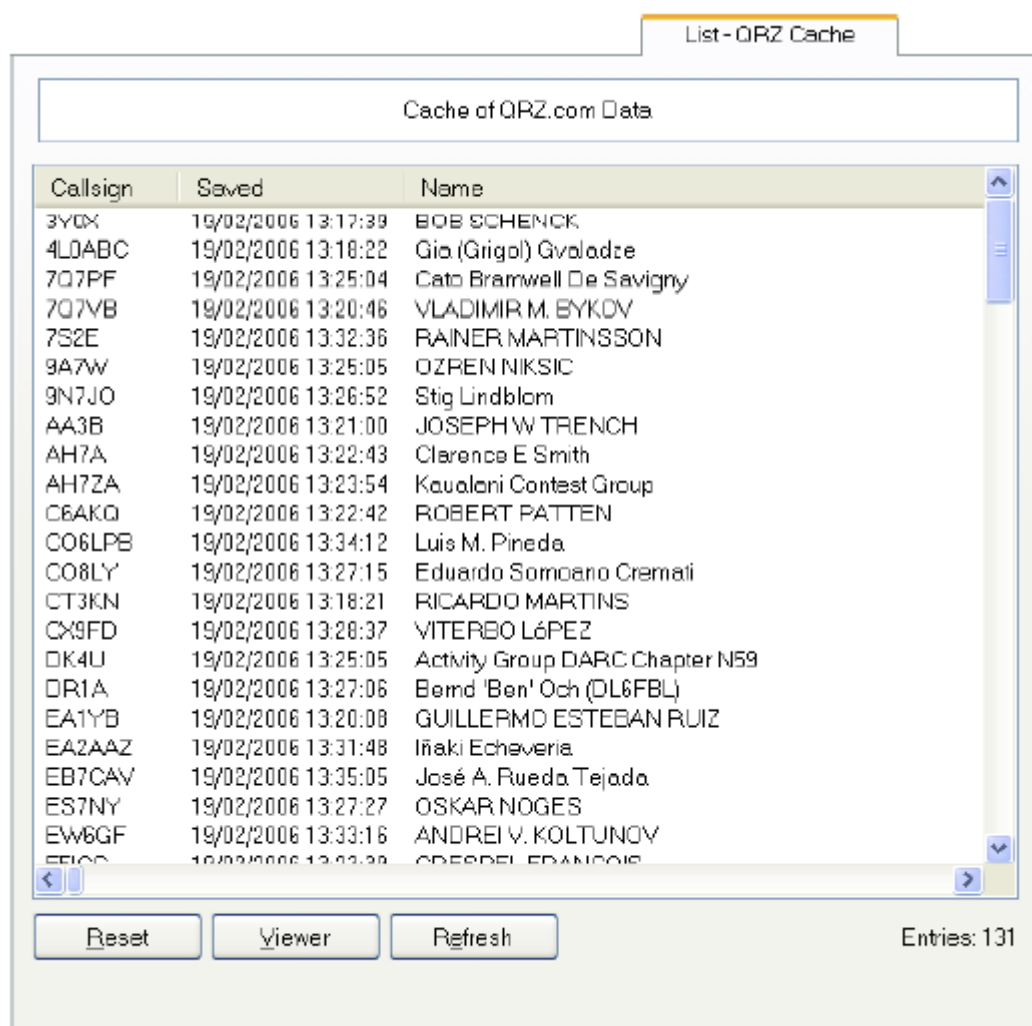 List - QRZ Cache
Cache of QRZ.com Data
Callsign Saved Name
3Y0X 19/02/2006 13:17:39 BOB SCHENCK
4L0ABC 19/02/2006 13:18:22 Gia (Grigol) Gvaladze
7Q7PF 19/02/2006 13:25:04 Cato Bramwell De Savigny
7Q7VB 19/02/2006 13:20:46 VLADIMIR M. BYKOV
7S2E 19/02/2006 13:32:36 RAINER MARTINSSON
9A7W 19/02/2006 13:25:05 OZREN NIKSIC
9N7JO 19/02/2006 13:26:52 Stig Lindblom
AA3B 19/02/2006 13:21:00 JOSEPH W TRENCH
AH7A 19/02/2006 13:22:43 Clarence E Smith
AH7ZA 19/02/2006 13:23:54 Kaualani Contest Group
C6AKQ 19/02/2006 13:22:42 ROBERT PATTEN
CO6LPB 19/02/2006 13:34:12 Luis M. Pineda
CO8LY 19/02/2006 13:27:15 Eduardo Somoano Cremati
CT3KN 19/02/2006 13:18:21 RICARDO MARTINS
CX9FD 19/02/2006 13:28:37 VITERBO LóPEZ
DK4U 19/02/2006 13:25:05 Activity Group DARC Chapter N59
DR1A 19/02/2006 13:27:06 Bernd 'Ben' Och (DL6FBL)
EA1YB 19/02/2006 13:20:08 GUILLERMO ESTEBAN RUIZ
EA2AAZ 19/02/2006 13:31:48 Iñaki Echeveria
EB7CAV 19/02/2006 13:35:05 José A. Rueda Tejada
ES7NY 19/02/2006 13:27:27 OSKAR NOGES
EW6GF 19/02/2006 13:33:16 ANDREI V. KOLTUNOV
Reset Viewer Refresh Entries: 131